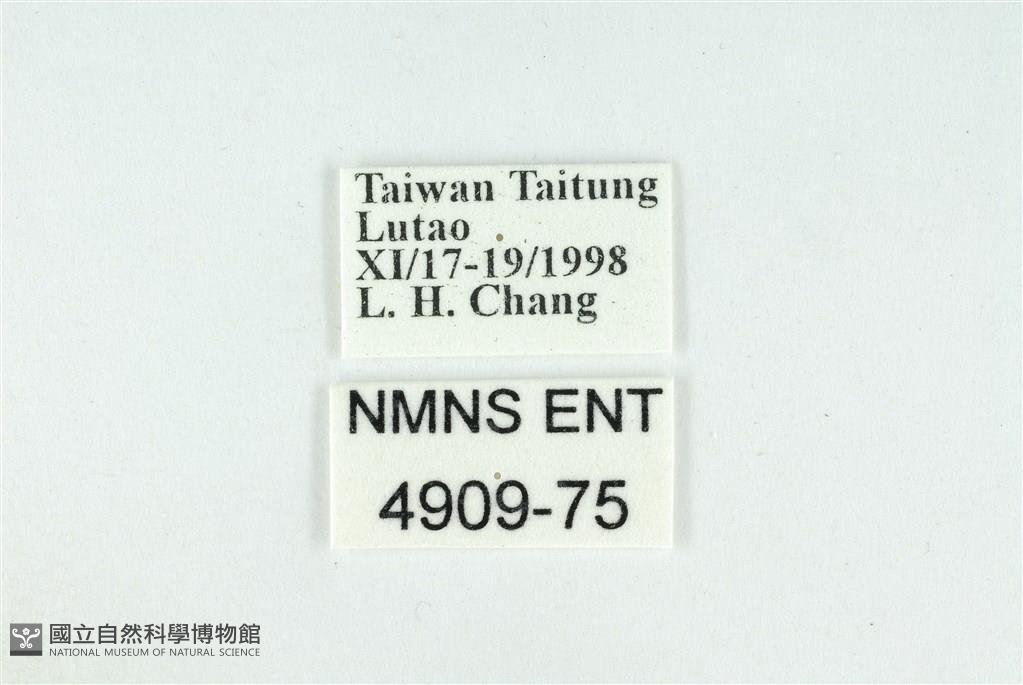 Taiwan Taitung
Lutao
XI/17-19/1998
L. H. Chang
NMNS ENT
4909-75
國立自然科學博物館
NATIONAL MUSEUM OF NATURAL SCIENCE